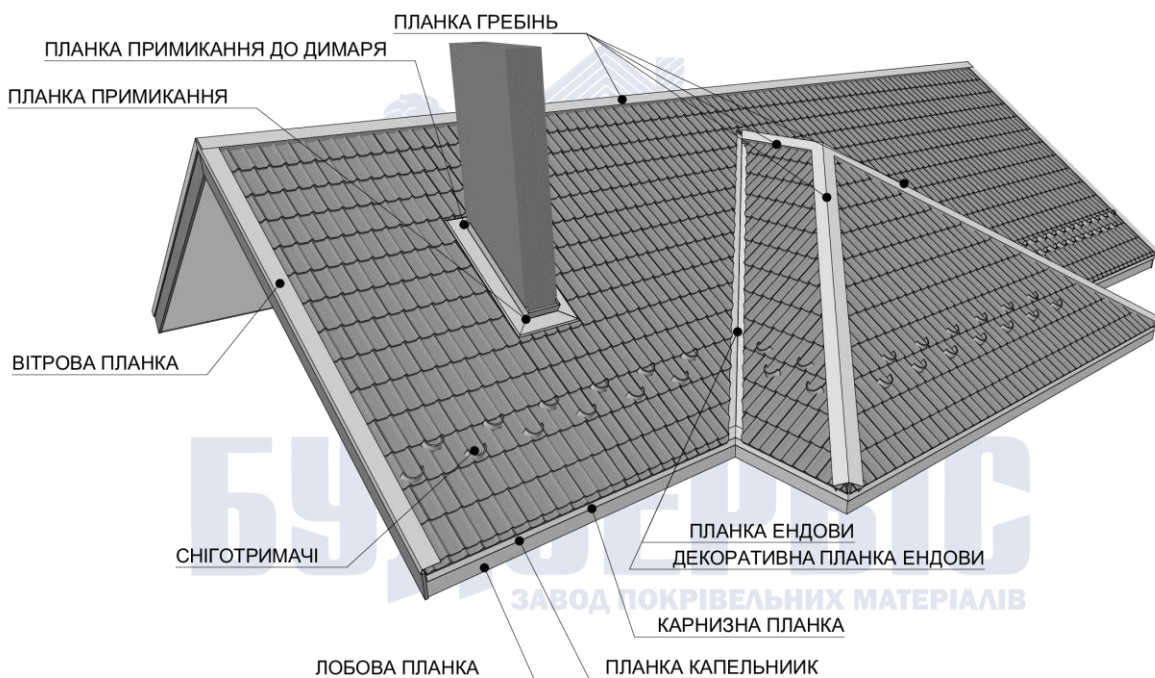 ПЛАНКА ГРЕБІНЬ
ПЛАНКА ПРИМИКАННЯ ДО ДИМАРЯ
ПЛАНКА ПРИМИКАННЯ
ВІТРОВА ПЛАНКА
СНІГОТРИМАЧІ
ПЛАНКА ЕНДОВИ
ДЕКОРАТИВНА ПЛАНКА ЕНДОВИ
ЗАВОД ПОКРІВЕЛЬНИХ МАТЕРІАЛІВ
КАРНИЗНА ПЛАНКА
ЛОБОВА ПЛАНКА
ПЛАНКА КАПЕЛЬНИИК